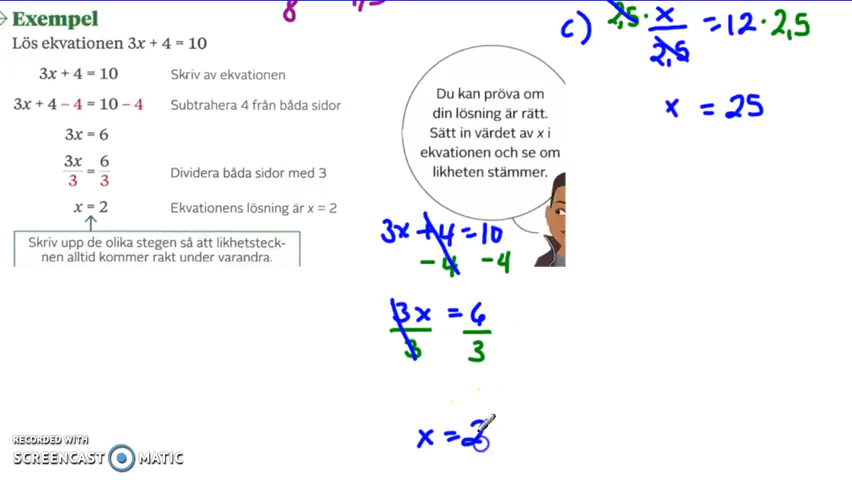 Exempel
Lös ekvationen 3x + 4 = 10
3x + 4 = 10 Skriv av ekvationen
3x + 4 − 4 = 10 − 4 Subtrahera 4 från båda sidor
3x = 6
3x/3 = 6/3 Dividera båda sidor med 3
x = 2 Ekvationens lösning är x = 2
Skriv upp de olika stegen så att likhetsteck-
nen alltid kommer rakt under varandra.
Du kan pröva om
din lösning är rätt.
Sätt in värdet av x i
ekvationen och se om
likheten stämmer.
3x + 4 = 10
− 4 − 4
3x/3 = 6/3
x = 2
c) 2,5 · x/2,5 = 12 · 2,5
x = 25
RECORDED WITH
SCREENCAST MATIC